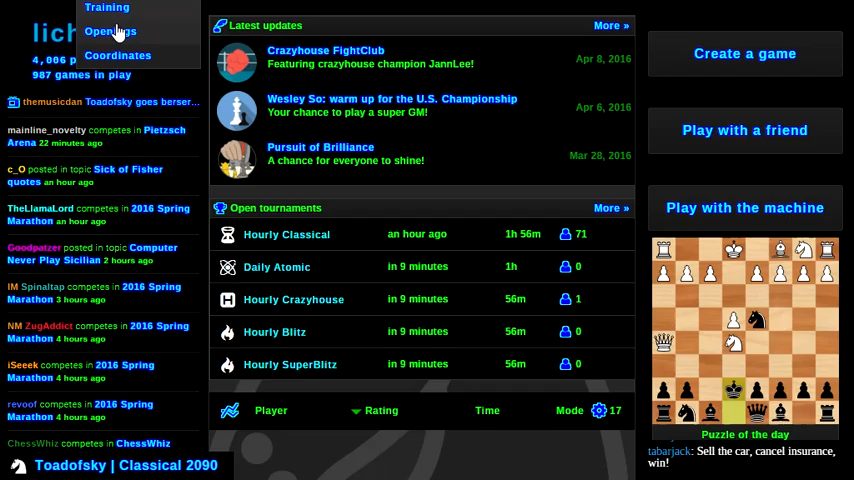 Training
Openings
Coordinates
lich
4,006 p
987 games in play
themusicdan Toadofsky goes berser...
mainline_novelty competes in Pietzsch
Arena 22 minutes ago
c_O posted in topic Sick of Fisher
quotes an hour ago
TheLlamaLord competes in 2016 Spring
Marathon an hour ago
Goodpatzer posted in topic Computer
Never Play Sicilian 2 hours ago
IM Spinaltap competes in 2016 Spring
Marathon 3 hours ago
NM ZugAddict competes in 2016 Spring
Marathon 4 hours ago
iSeeek competes in 2016 Spring
Marathon 4 hours ago
revoof competes in 2016 Spring
Marathon 4 hours ago
ChessWhiz competes in ChessWhiz
Toadofsky | Classical 2090
Latest updates More »
Crazyhouse FightClub
Featuring crazyhouse champion JannLee!
Apr 8, 2016
Wesley So: warm up for the U.S. Championship
Your chance to play a super GM!
Apr 6, 2016
Pursuit of Brilliance
A chance for everyone to shine!
Mar 28, 2016
Open tournaments More »
Hourly Classical an hour ago 1h 56m 71
Daily Atomic in 9 minutes 1h 0
Hourly Crazyhouse in 9 minutes 56m 1
Hourly Blitz in 9 minutes 56m 0
Hourly SuperBlitz in 9 minutes 56m 0
Player Rating Time Mode 17
Create a game
Play with a friend
Play with the machine
Puzzle of the day
tabarjack: Sell the car, cancel insurance,
win!